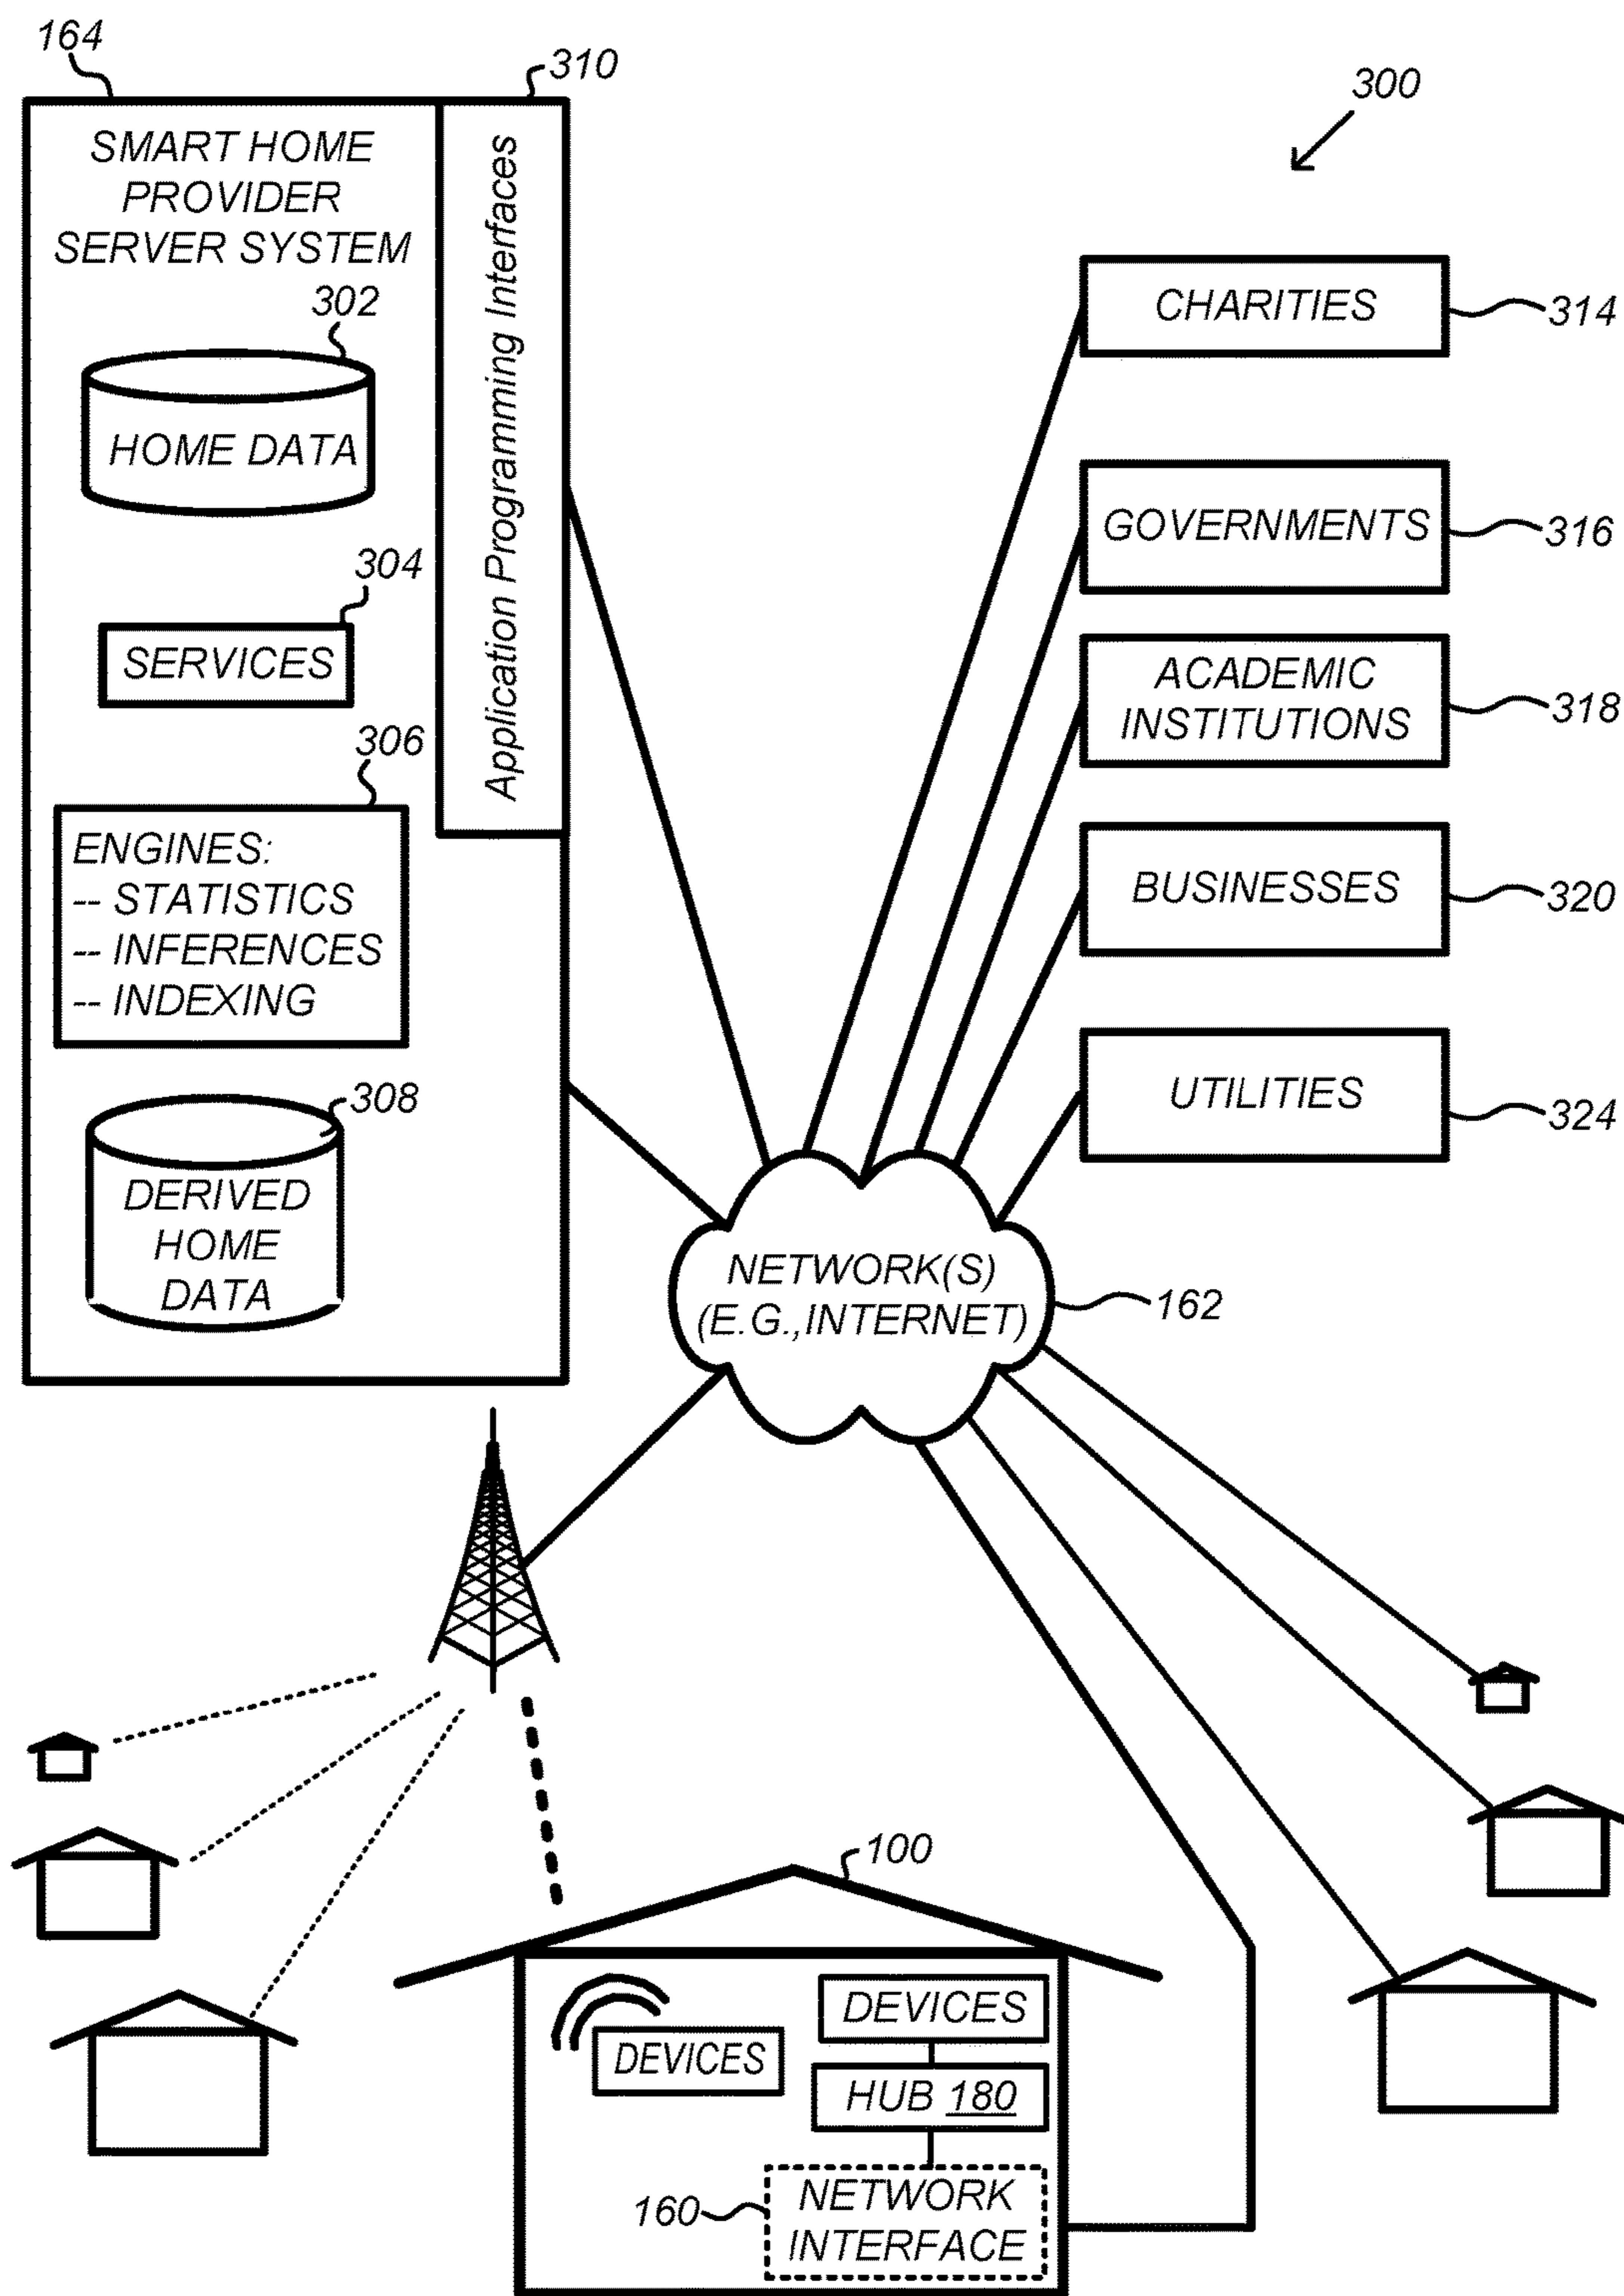 164
310
300
SMART HOME
PROVIDER
SERVER SYSTEM
302
HOME DATA
304
SERVICES
306
ENGINES:
-- STATISTICS
-- INFERENCES
-- INDEXING
308
DERIVED
HOME
DATA
Application Programming Interfaces
CHARITIES
314
GOVERNMENTS
316
ACADEMIC
INSTITUTIONS
318
BUSINESSES
320
UTILITIES
324
NETWORK(S)
(E.G.,INTERNET)
162
100
DEVICES
DEVICES
HUB 180
160
NETWORK
INTERFACE